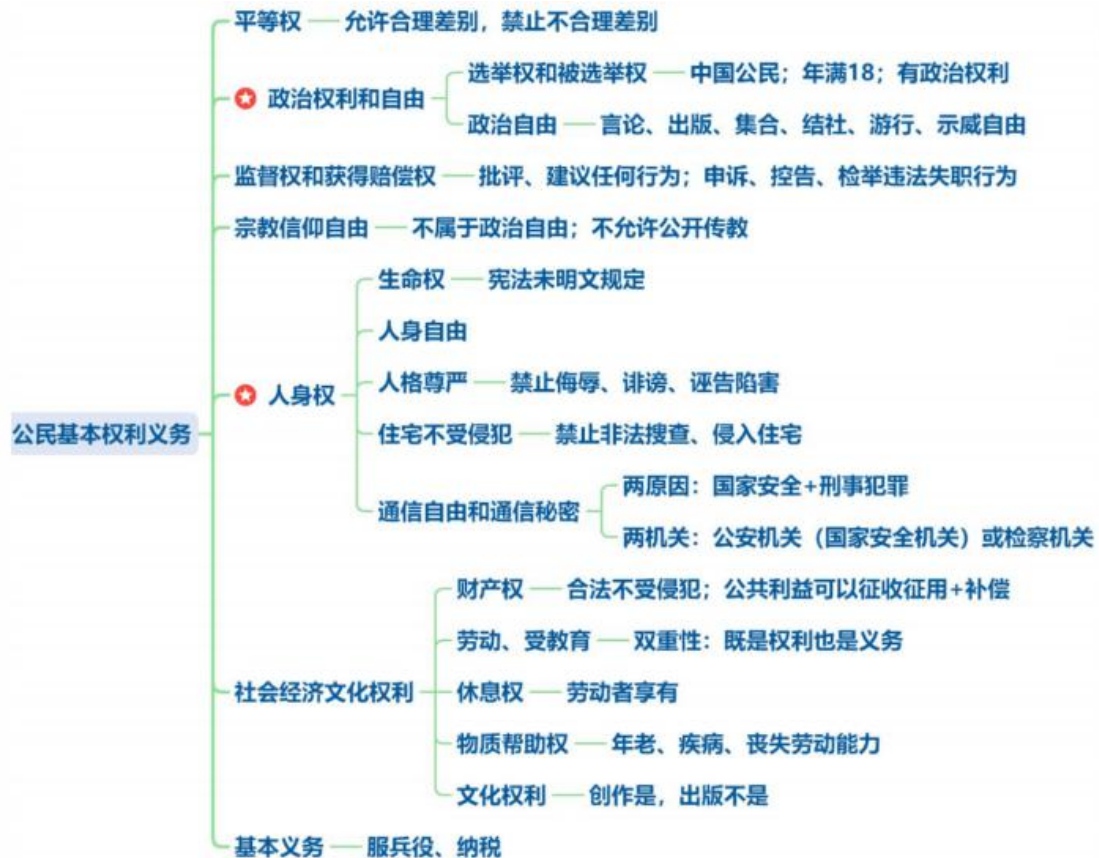 平等权 允许合理差别，禁止不合理差别
选举权和被选举权 中国公民；年满18；有政治权利
政治权利和自由
政治自由 言论、出版、集合、结社、游行、示威自由
监督权和获得赔偿权 批评、建议任何行为；申诉、控告、检举违法失职行为
宗教信仰自由 不属于政治自由；不允许公开传教
生命权 宪法未明文规定
人身自由
人身权
人格尊严 禁止侮辱、诽谤、诬告陷害
公民基本权利义务
住宅不受侵犯 禁止非法搜查、侵入住宅
两原因：国家安全+刑事犯罪
通信自由和通信秘密
两机关：公安机关（国家安全机关）或检察机关
财产权 合法不受侵犯；公共利益可以征收征用+补偿
劳动、受教育 双重性：既是权利也是义务
社会经济文化权利
休息权 劳动者享有
物质帮助权 年老、疾病、丧失劳动能力
文化权利 创作是，出版不是
基本义务 服兵役、纳税